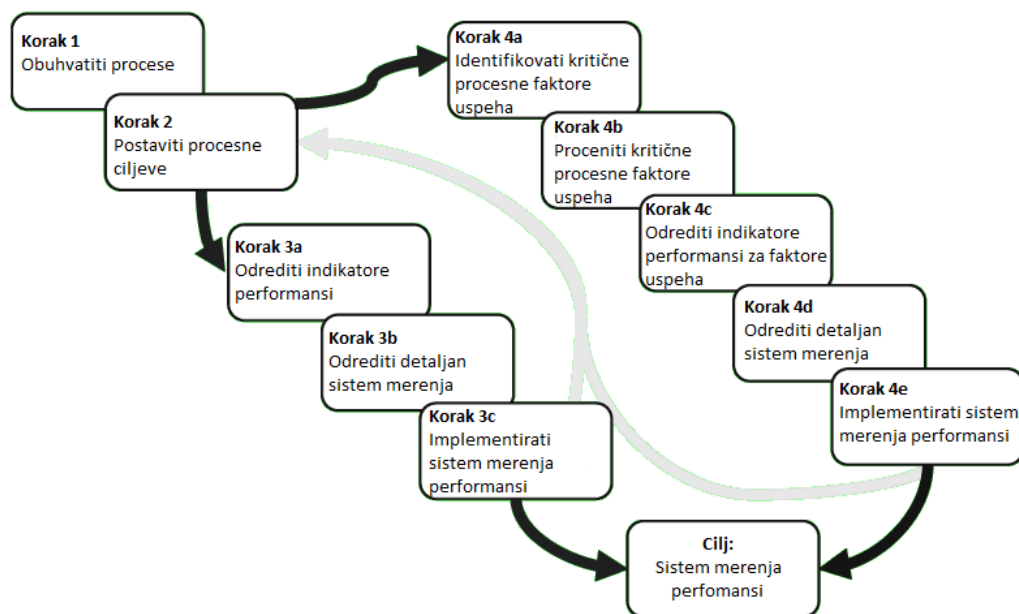 Korak 1
Obuhvatiti procese
Korak 2
Postaviti procesne
ciljeve
Korak 3a
Odrediti indikatore
performansi
Korak 3b
Odrediti detaljan
sistem merenja
Korak 3c
Implementirati
sistem merenja
performansi
Korak 4a
Identifikovati kritične
procesne faktore
uspeha
Korak 4b
Proceniti kritične
procesne faktore
uspeha
Korak 4c
Odrediti indikatore
performansi za faktore
uspeha
Korak 4d
Odrediti detaljan
sistem merenja
Korak 4e
Implementirati sistem
merenja performansi
Cilj:
Sistem merenja
perfomansi